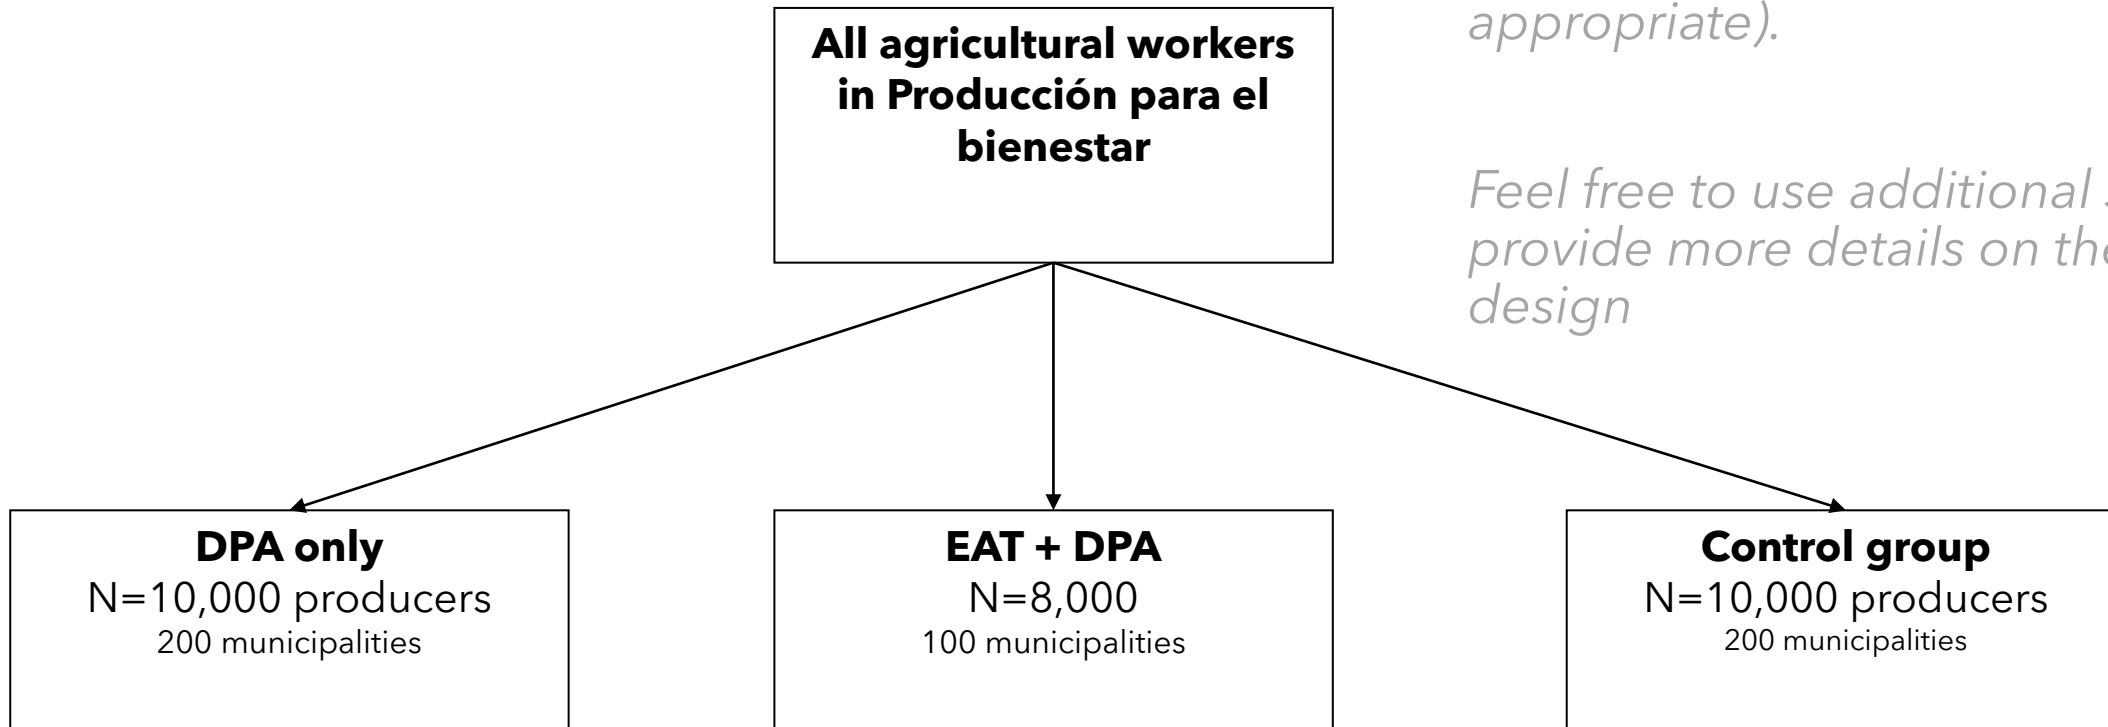 appropriate).
Feel free to use additional
provide more details on the
design
All agricultural workers
in Producción para el
bienestar
DPA only
N=10,000 producers
200 municipalities
EAT + DPA
N=8,000
100 municipalities
Control group
N=10,000 producers
200 municipalities